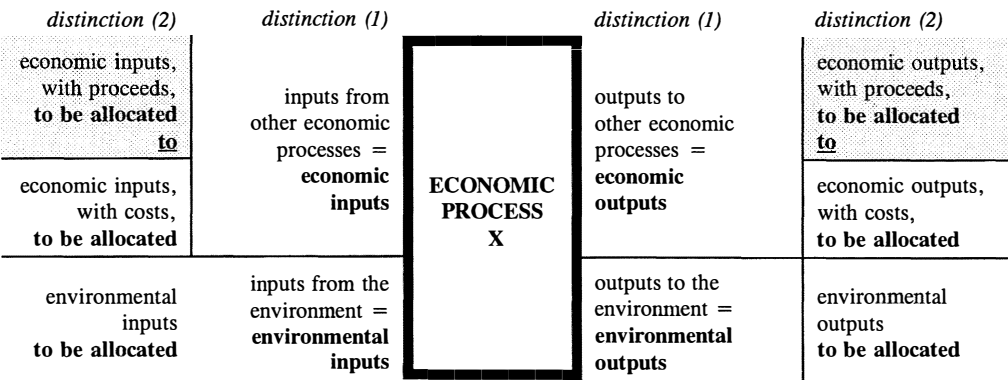 distinction (2)
distinction (1)
distinction (1)
distinction (2)
economic inputs,
with proceeds,
to be allocated
to
economic inputs,
with costs,
to be allocated
environmental
inputs
to be allocated
inputs from
other economic
processes =
economic
inputs
inputs from the
environment =
environmental
inputs
ECONOMIC
PROCESS
X
outputs to
other economic
processes =
economic
outputs
outputs to the
environment =
environmental
outputs
economic outputs,
with proceeds,
to be allocated
to
economic outputs,
with costs,
to be allocated
environmental
outputs
to be allocated